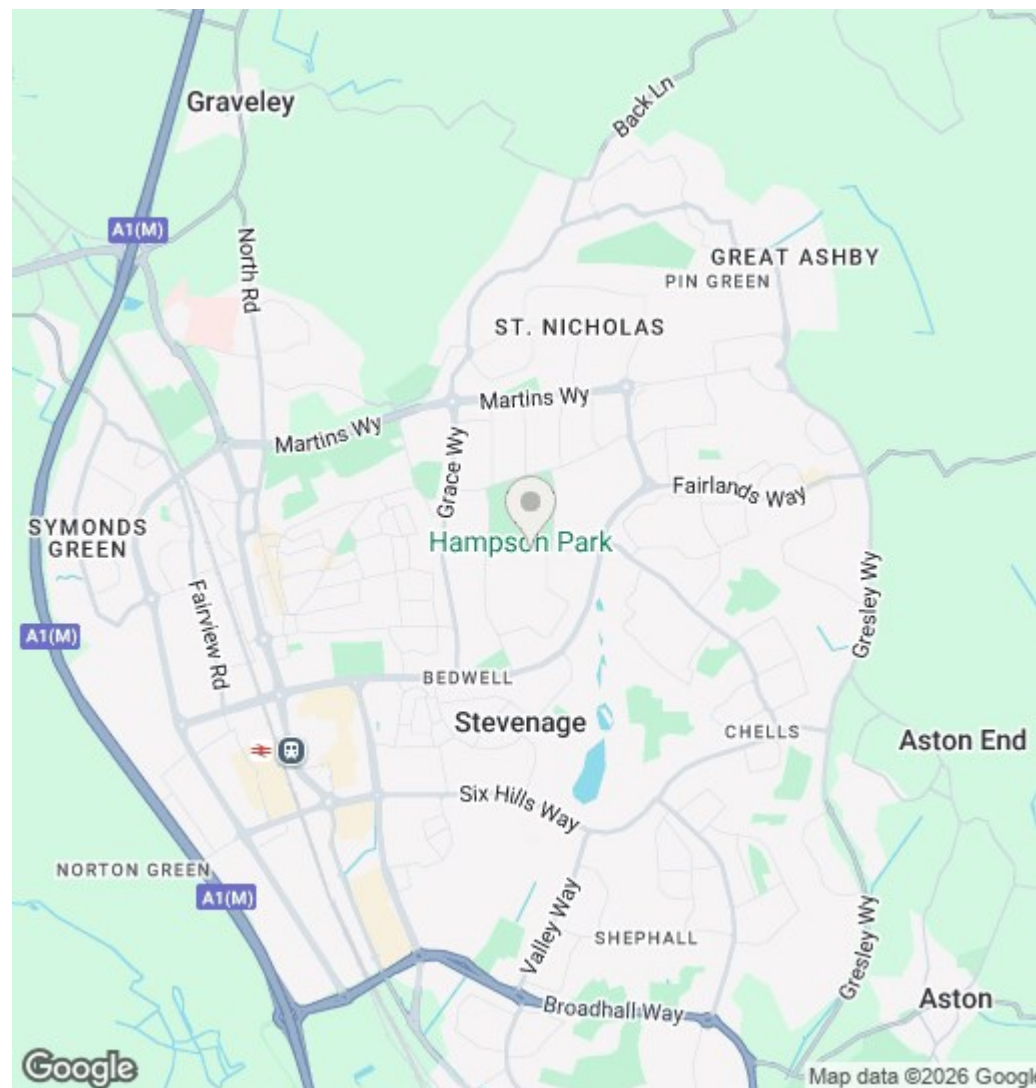 Graveley
Back Ln
A1(M)
North Rd
GREAT ASHBY
PIN GREEN
ST. NICHOLAS
Martins Wy
Martins Wy
Grace Wy
Fairlands Way
SYMONDS
GREEN
Hampson Park
Fairview Rd
Gresley Wy
A1(M)
BEDWELL
Stevenage
CHELLS
Aston End
Six Hills Way
NORTON GREEN
A1(M)
Valley Way
SHEPHALL
Gresley Wy
Broadhall Way
Aston
Google
Map data ©2026 Google